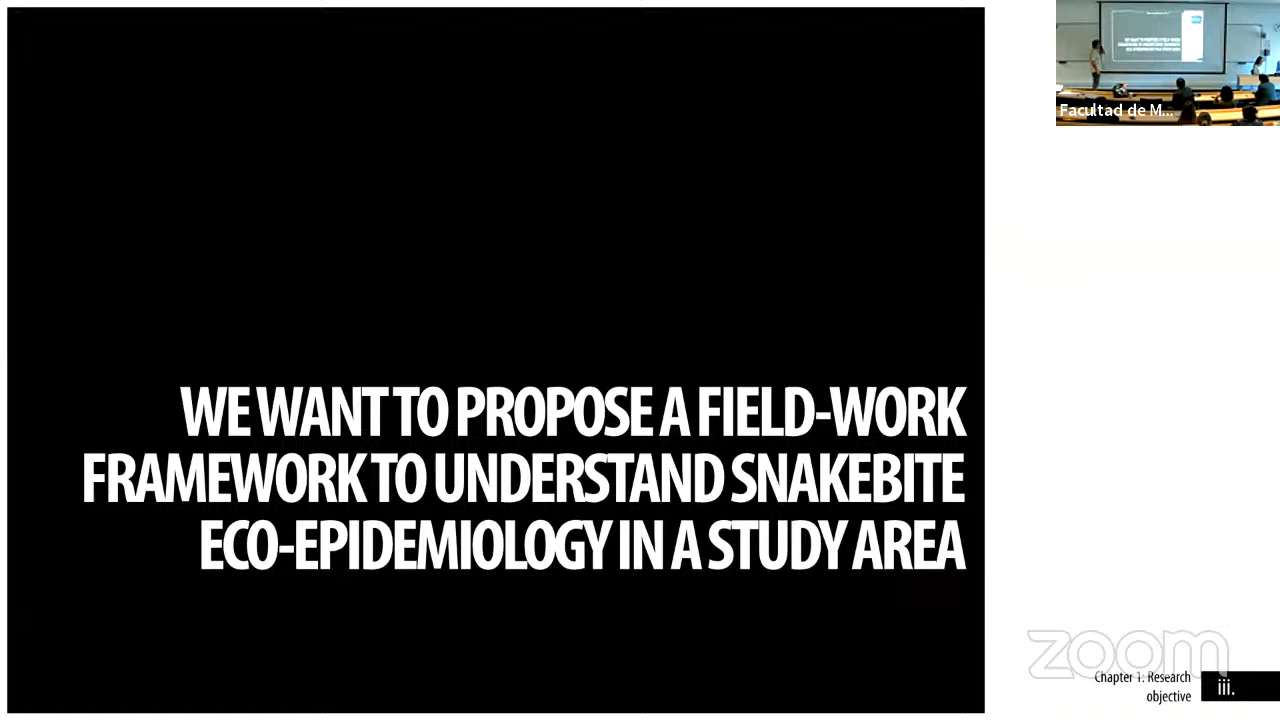 WE WANT TO PROPOSE A FIELD-WORK
FRAMEWORK TO UNDERSTAND SNAKEBITE
ECO-EPIDEMIOLOGY IN A STUDY AREA
Facultad de M...
zoom
Chapter 1: Research
objective
iii.